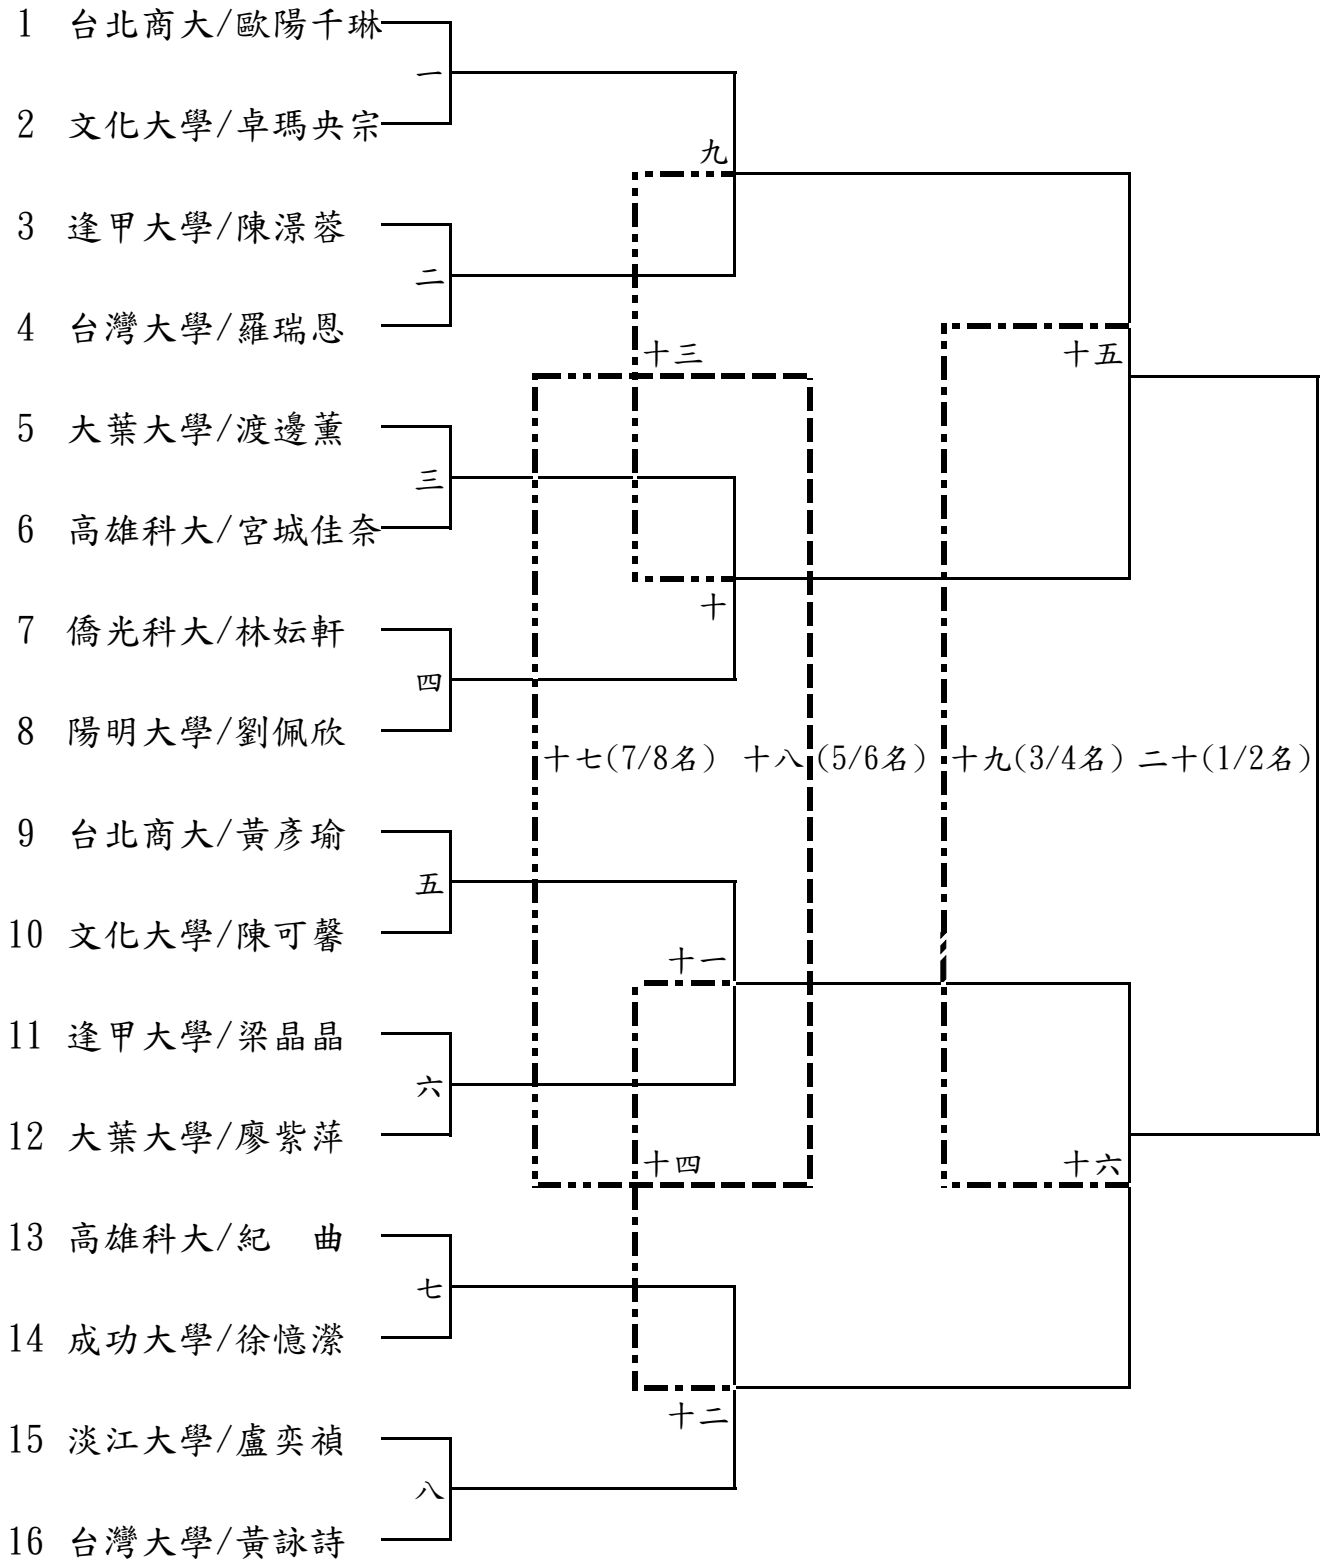 1 台北商大/歐陽千琳
一
2 文化大學/卓瑪央宗
九
3 逢甲大學/陳澋蓉
二
4 台灣大學/羅瑞恩
十三 十五
5 大葉大學/渡邊薰
三
6 高雄科大/宮城佳奈
十
7 僑光科大/林妘軒
四
8 陽明大學/劉佩欣
十七(7/8名) 十八(5/6名) 十九(3/4名) 二十(1/2名)
9 台北商大/黃彥瑜
五
10 文化大學/陳可馨
十一
11 逢甲大學/梁晶晶
六
12 大葉大學/廖紫萍
十四 十六
13 高雄科大/紀 曲
七
14 成功大學/徐憶瀠
十二
15 淡江大學/盧奕禎
八
16 台灣大學/黃詠詩